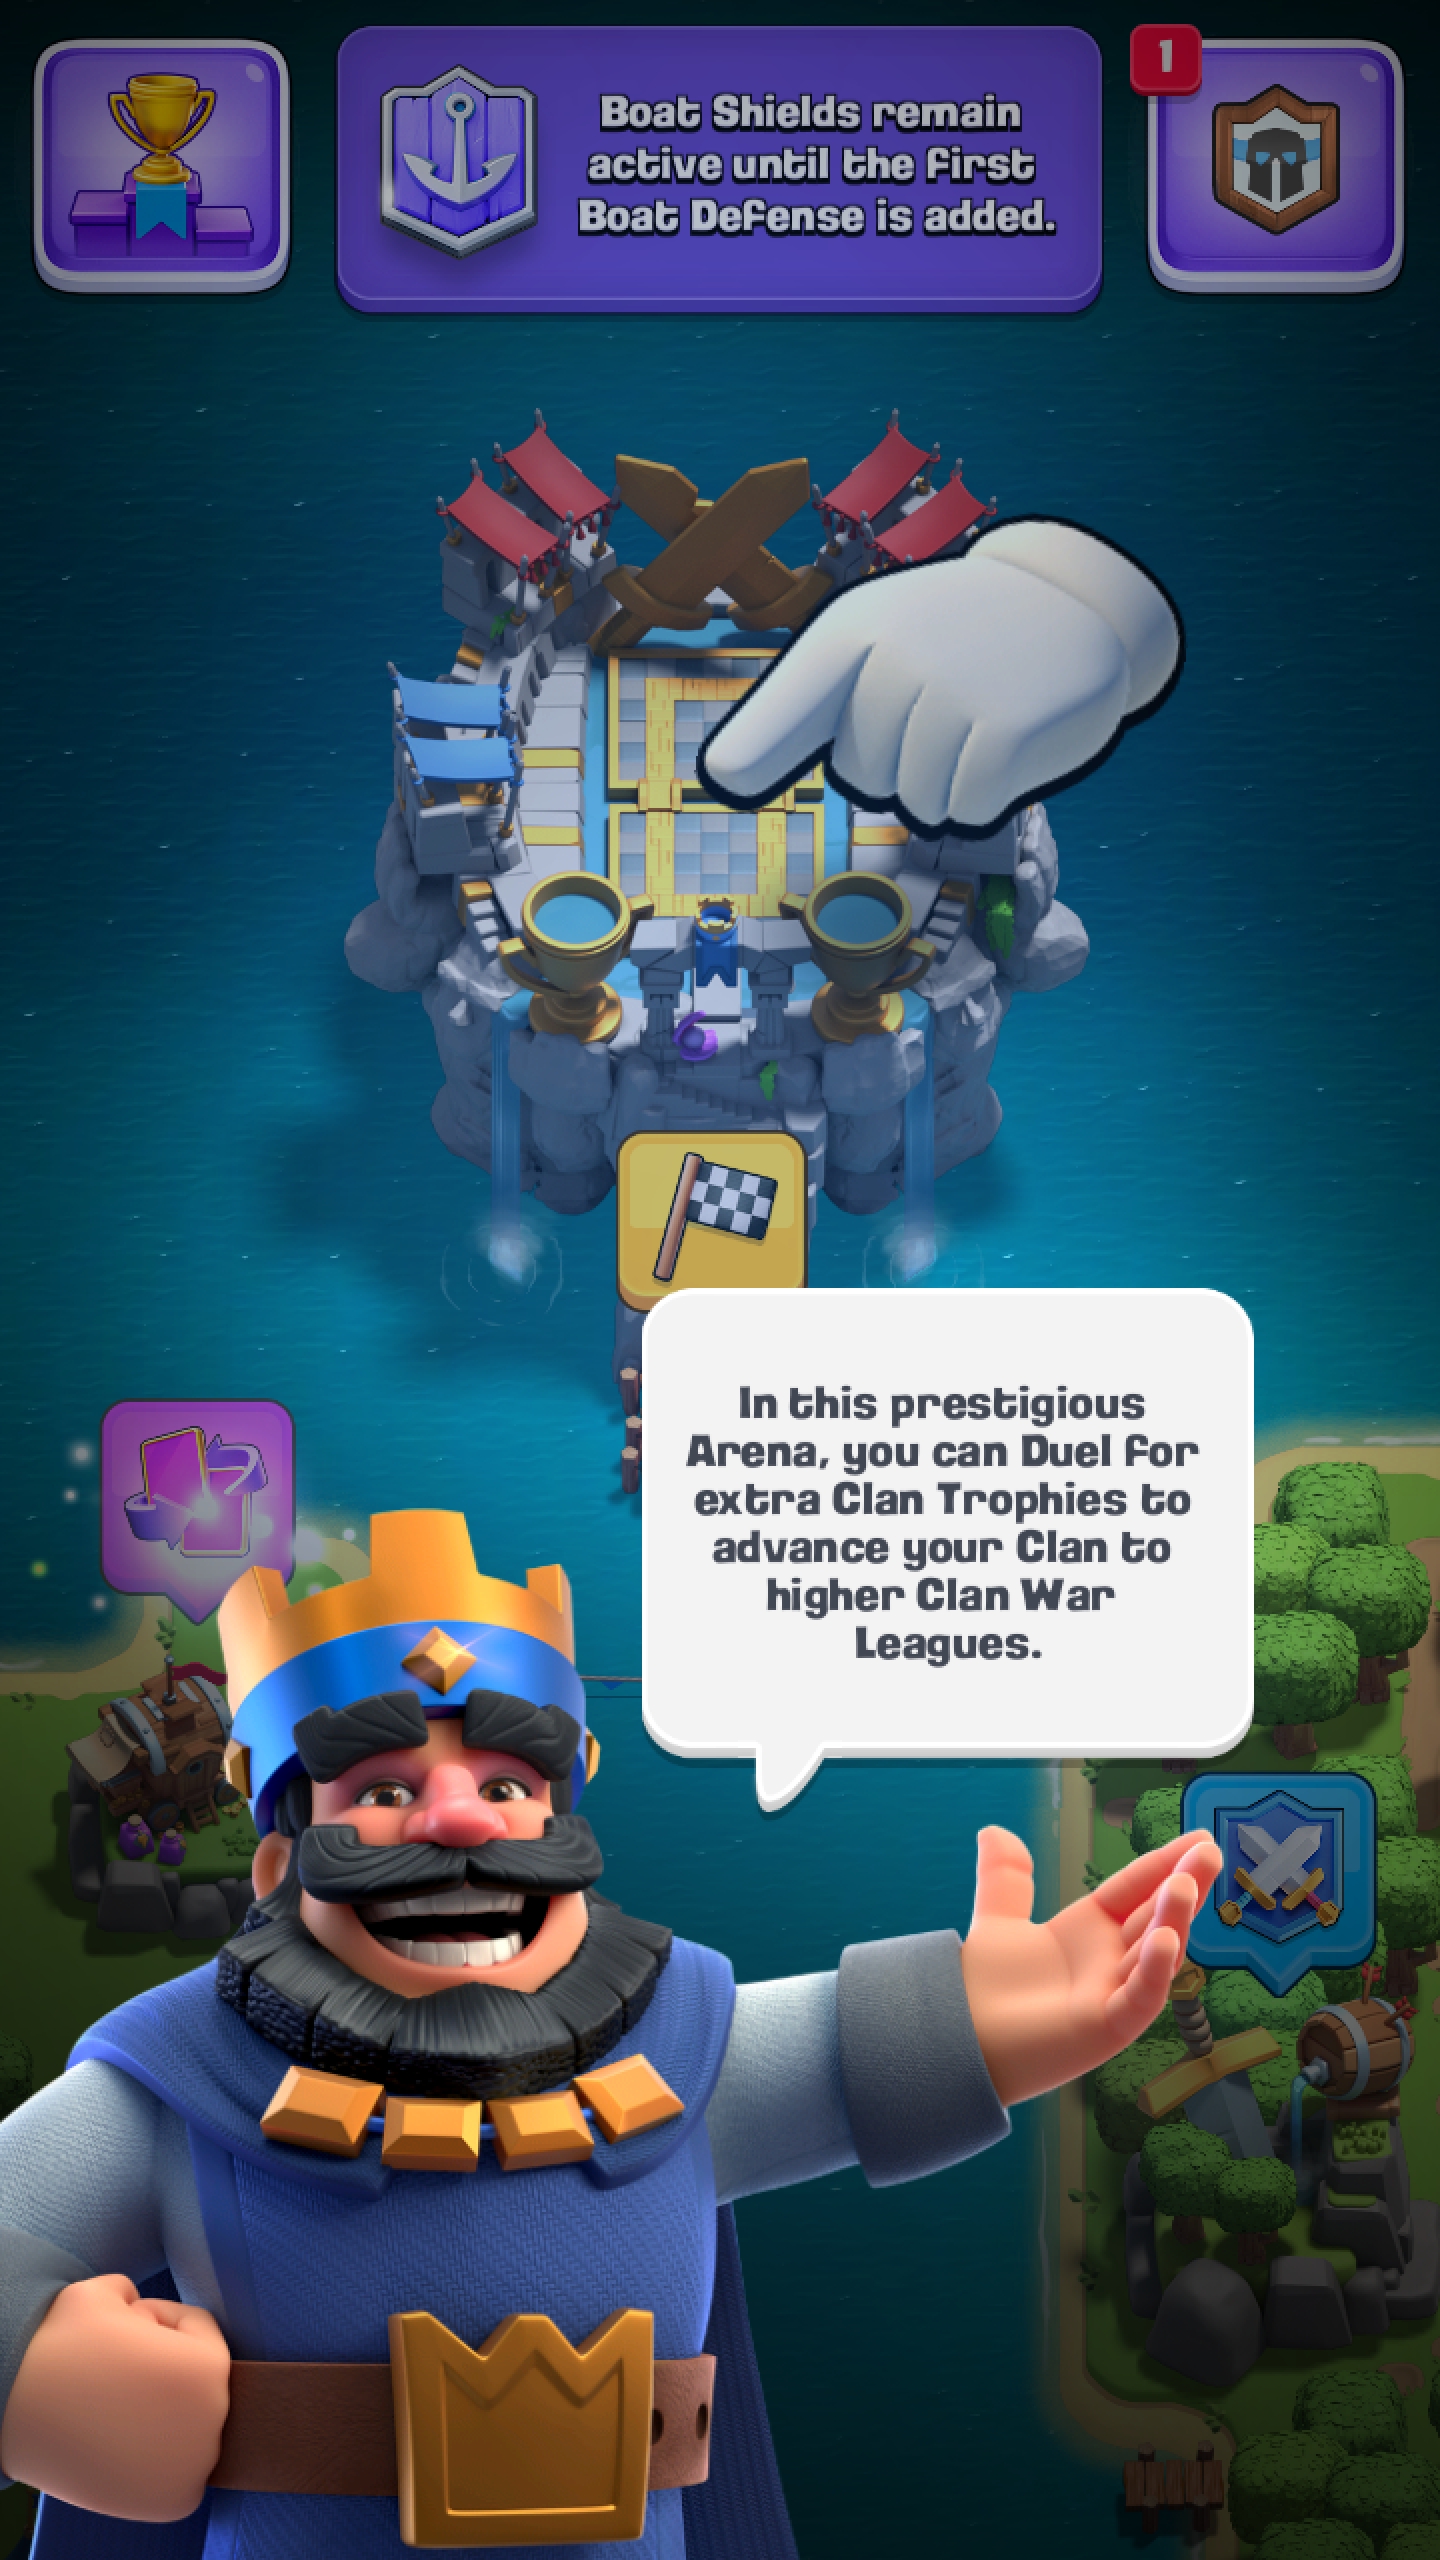 Boat Shields remain
active until the first
Boat Defense is added.
1
In this prestigious
Arena, you can Duel for
extra Clan Trophies to
advance your Clan to
higher Clan War
Leagues.